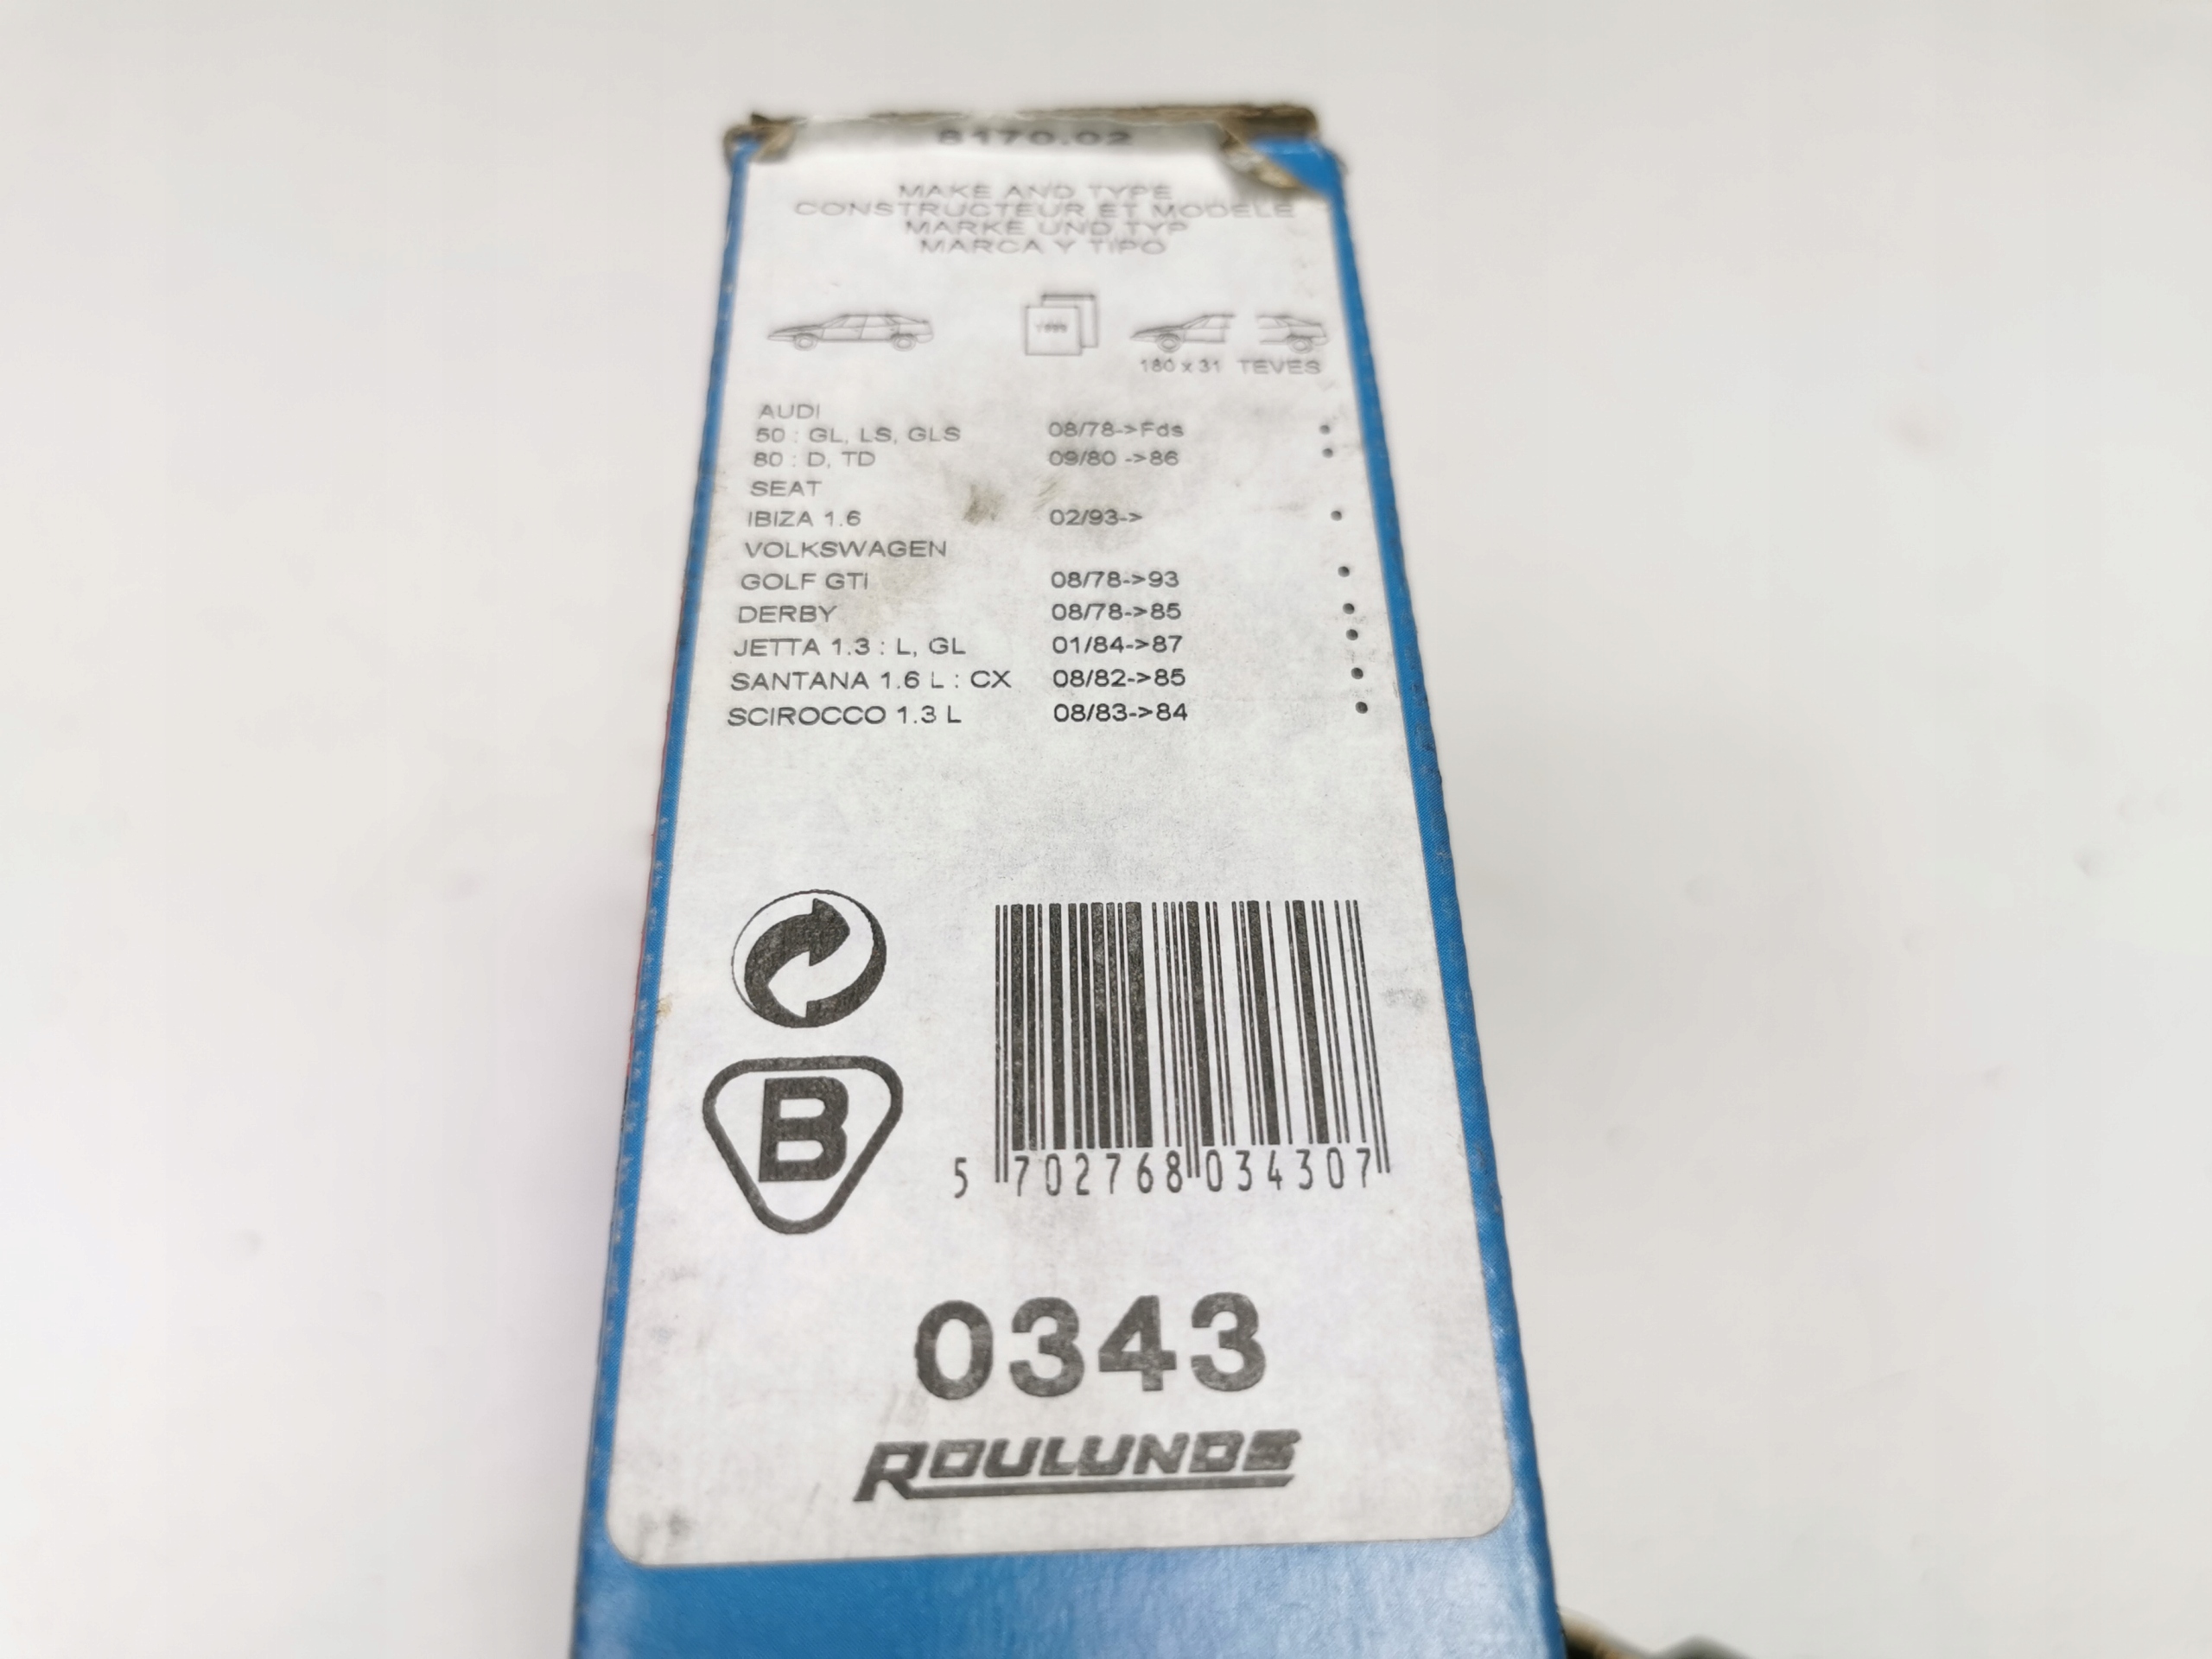 8170.02
MAKE AND TYPE
CONSTRUCTEUR ET MODELE
MARKE UND TYP
MARCA Y TIPO
180 x 31 TEVES
AUDI
50 : GL, LS, GLS 08/78->Fds
80 : D, TD 09/80 ->86
SEAT
IBIZA 1.6 02/93->
VOLKSWAGEN
GOLF GTI 08/78->93
DERBY 08/78->85
JETTA 1.3 : L, GL 01/84->87
SANTANA 1.6 L : CX 08/82->85
SCIROCCO 1.3 L 08/83->84
B
5 702768 034307
0343
ROULUNDS